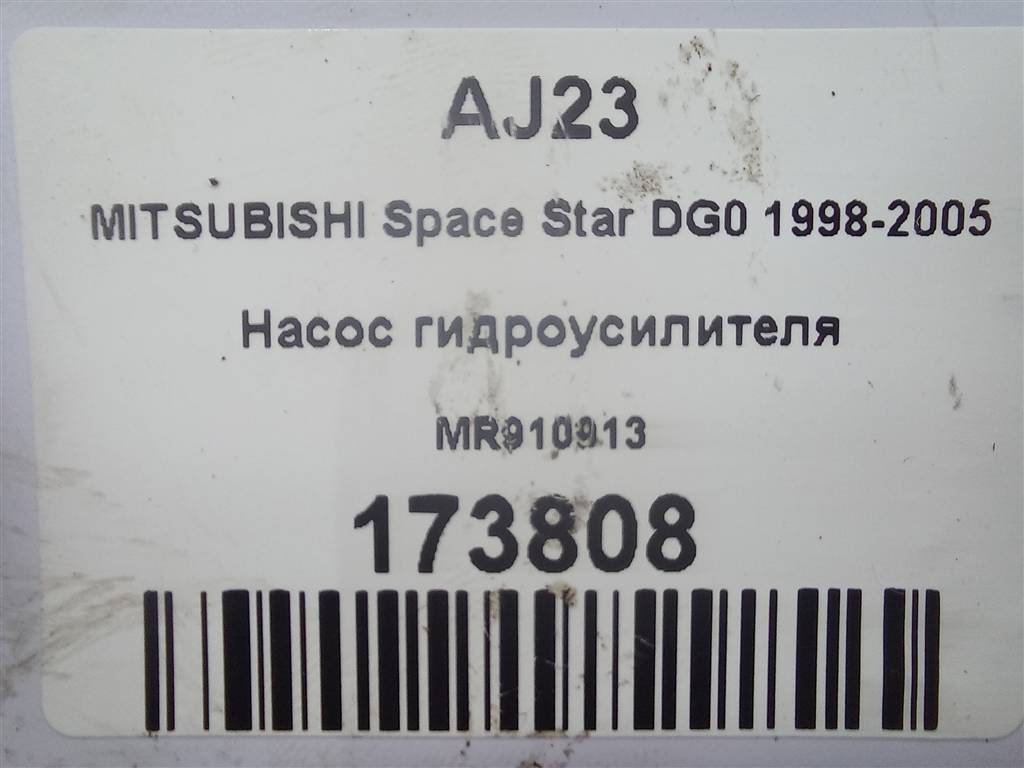 AJ23
MITSUBISHI Space Star DG0 1998-2005
Насос гидроусилителя
MR910913
173808